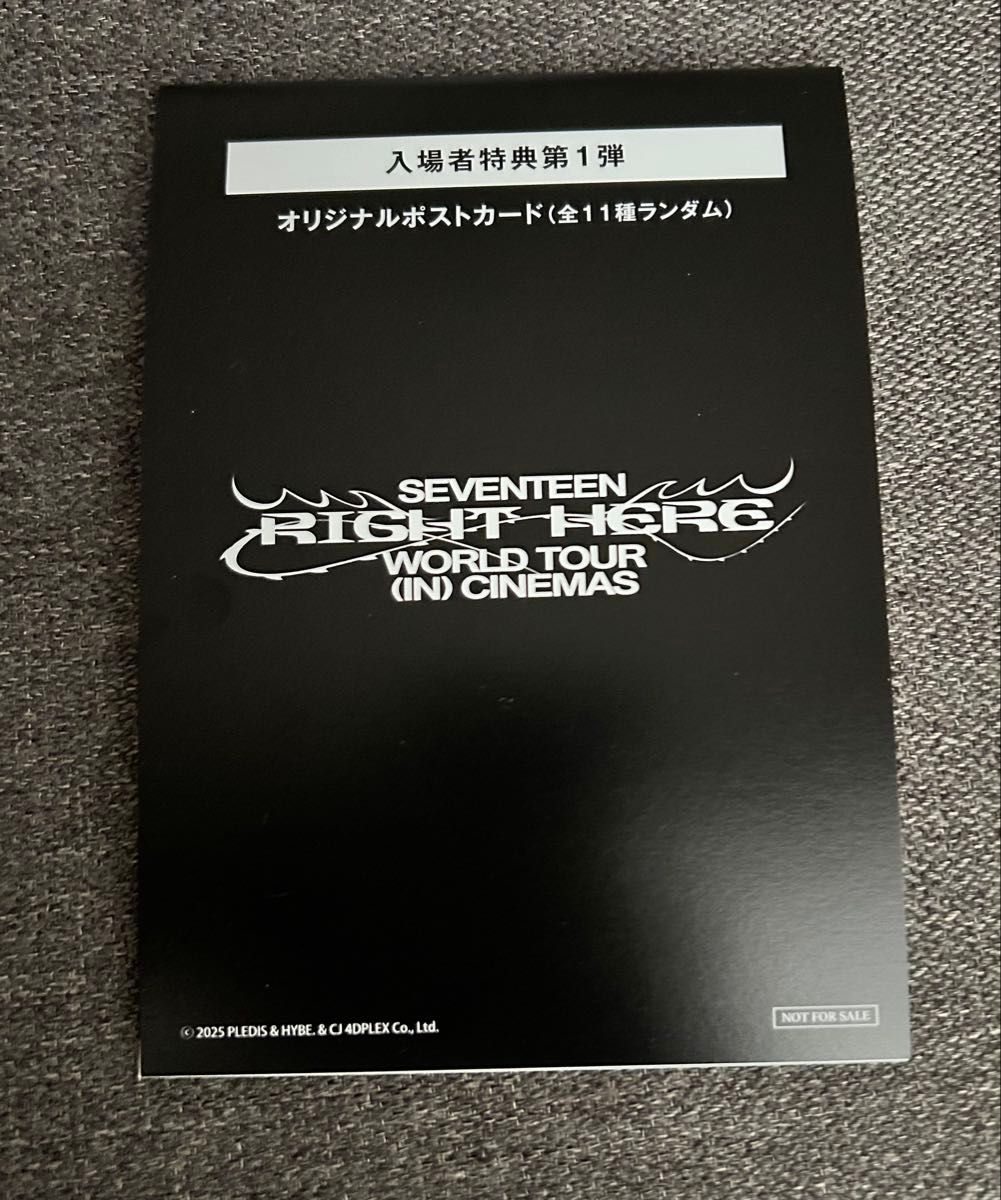 入場者特典第1弾
オリジナルポストカード(全11種ランダム)
SEVENTEEN
RIGHT HERE
WORLD TOUR
(IN) CINEMAS
© 2025 PLEDIS & HYBE. & CJ 4DPLEX Co., Ltd.
NOT FOR SALE